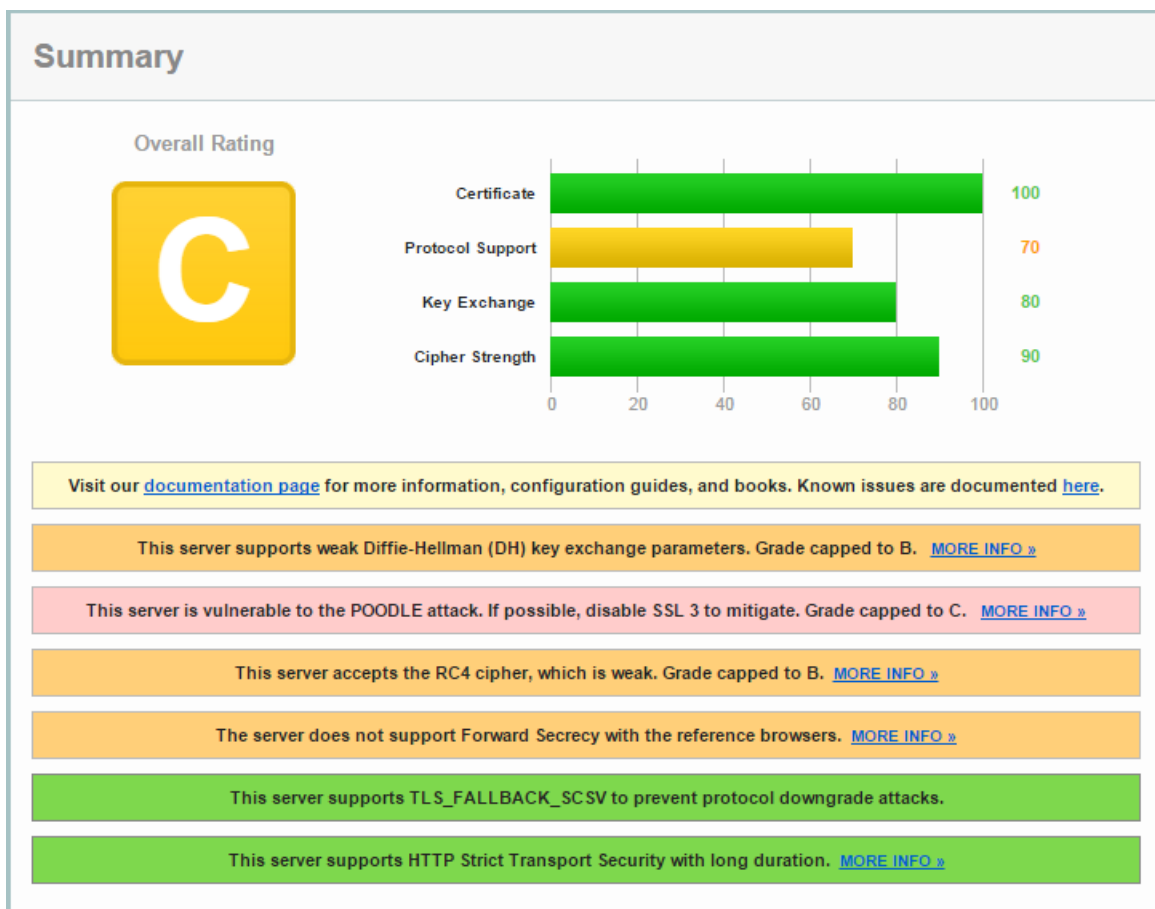 Summary
Overall Rating
C
Certificate 100
Protocol Support 70
Key Exchange 80
Cipher Strength 90
0 20 40 60 80 100
Visit our documentation page for more information, configuration guides, and books. Known issues are documented here.
This server supports weak Diffie-Hellman (DH) key exchange parameters. Grade capped to B. MORE INFO »
This server is vulnerable to the POODLE attack. If possible, disable SSL 3 to mitigate. Grade capped to C. MORE INFO »
This server accepts the RC4 cipher, which is weak. Grade capped to B. MORE INFO »
The server does not support Forward Secrecy with the reference browsers. MORE INFO »
This server supports TLS_FALLBACK_SCSV to prevent protocol downgrade attacks.
This server supports HTTP Strict Transport Security with long duration. MORE INFO »